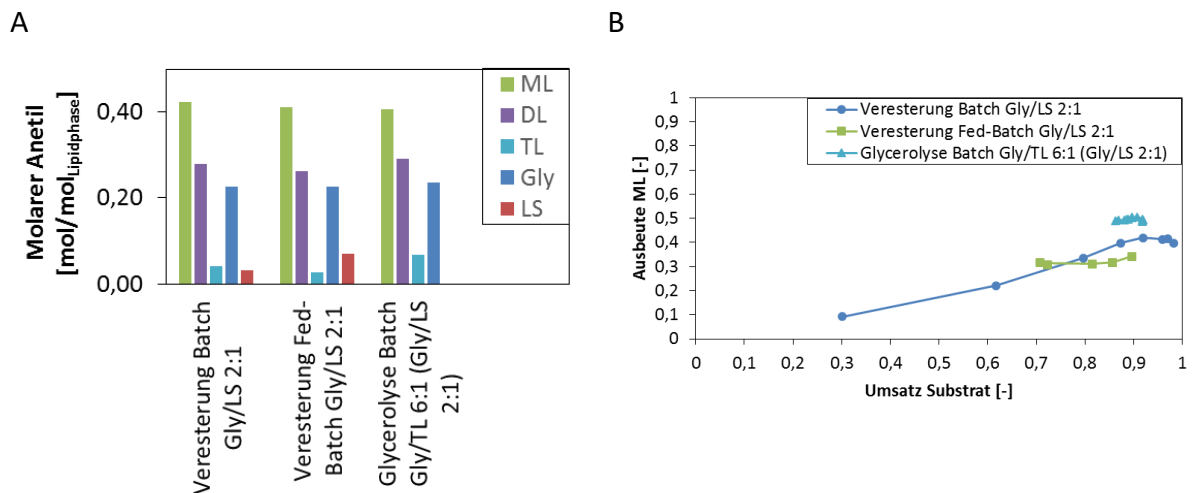 A
Molarer Anetil
[mol/mol Lipidphase]
0,40
0,20
0,00
ML
DL
TL
Gly
LS
Veresterung Batch
Gly/LS 2:1
Veresterung Fed-
Batch Gly/LS 2:1
Glycerolyse Batch
Gly/TL 6:1 (Gly/LS
2:1)
B
Ausbeute ML [-]
1
0,9
0,8
0,7
0,6
0,5
0,4
0,3
0,2
0,1
0
Veresterung Batch Gly/LS 2:1
Veresterung Fed-Batch Gly/LS 2:1
Glycerolyse Batch Gly/TL 6:1 (Gly/LS 2:1)
0 0,1 0,2 0,3 0,4 0,5 0,6 0,7 0,8 0,9 1
Umsatz Substrat [-]